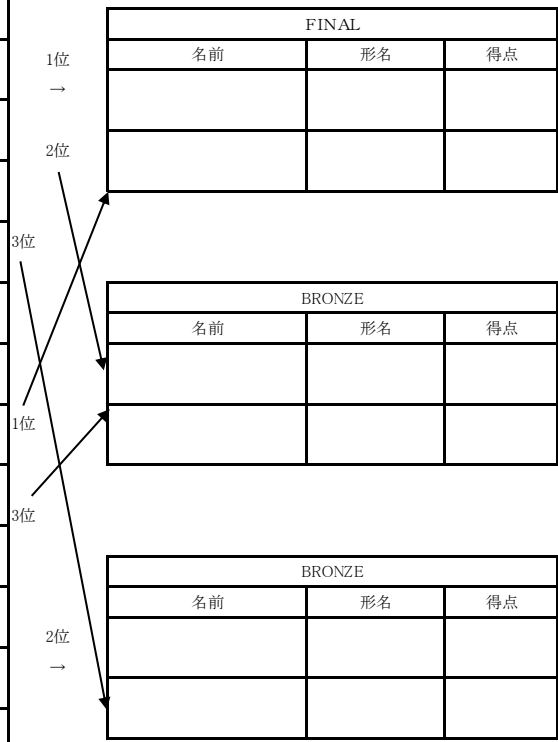 FINAL
1位
名前 形名 得点
→
2位
3位
BRONZE
名前 形名 得点
1位
3位
BRONZE
名前 形名 得点
2位
→